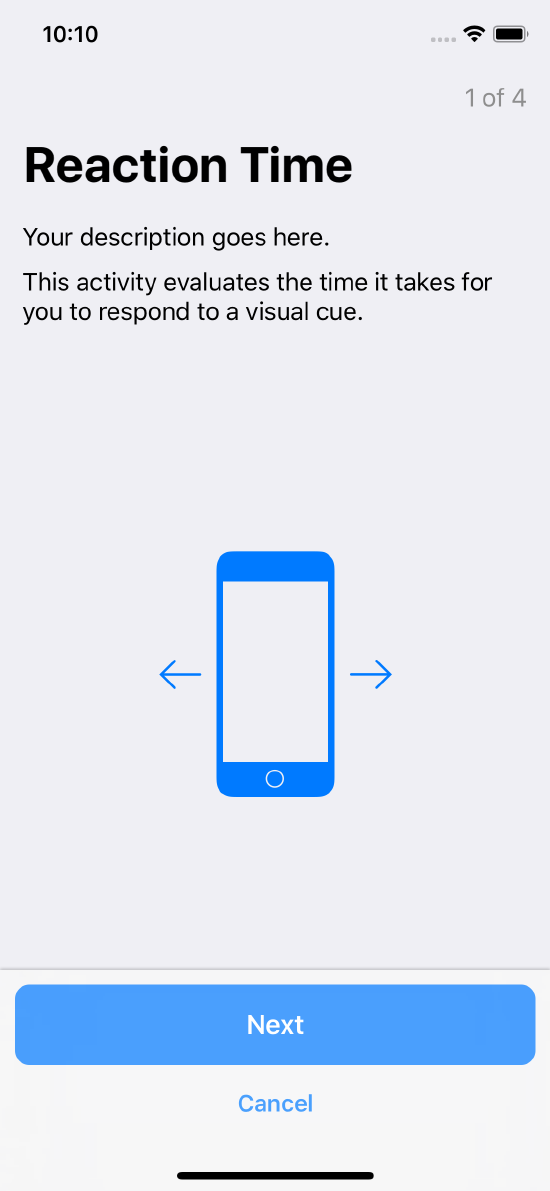 10:10
1 of 4
Reaction Time
Your description goes here.
This activity evaluates the time it takes for
you to respond to a visual cue.
Next
Cancel